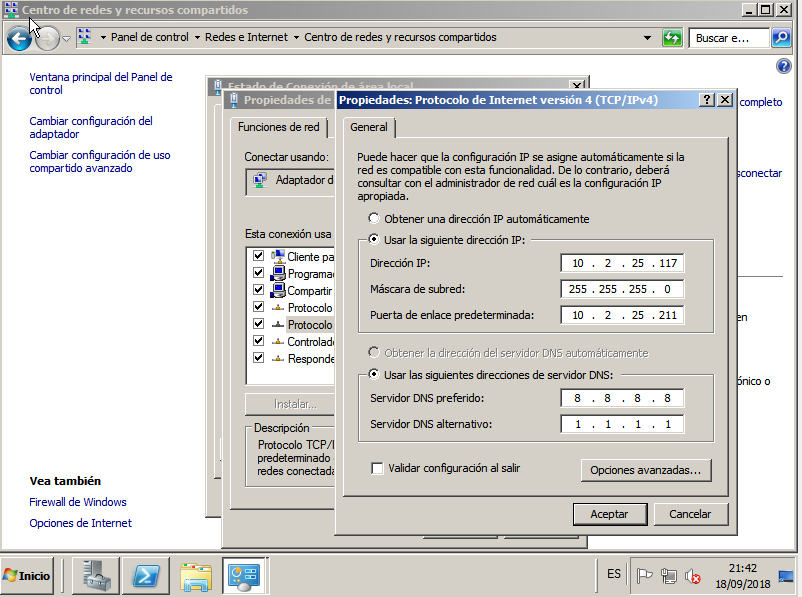 Centro de redes y recursos compartidos
Panel de control
Redes e Internet
Centro de redes y recursos compartidos
Buscar e...
Ventana principal del Panel de
control
Cambiar configuración del
adaptador
Cambiar configuración de uso
compartido avanzado
Vea también
Firewall de Windows
Opciones de Internet
completo
Estado de Conexión de área local
Propiedades de
Funciones de red
Conectar usando:
Adaptador d
Esta conexión usa
Cliente pa
Programa
Compartir
Protocolo
Protocolo
Controlado
Responde
Instalar...
Descripción
Protocolo TCP/I
predeterminado
redes conectada
Propiedades: Protocolo de Internet versión 4 (TCP/IPv4)
General
Puede hacer que la configuración IP se asigne automáticamente si la
red es compatible con esta funcionalidad. De lo contrario, deberá
consultar con el administrador de red cuál es la configuración IP
apropiada.
Obtener una dirección IP automáticamente
Usar la siguiente dirección IP:
Dirección IP: 10 . 2 . 25 . 117
Máscara de subred: 255 . 255 . 255 . 0
Puerta de enlace predeterminada: 10 . 2 . 25 . 211
Obtener la dirección del servidor DNS automáticamente
Usar las siguientes direcciones de servidor DNS:
Servidor DNS preferido: 8 . 8 . 8 . 8
Servidor DNS alternativo: 1 . 1 . 1 . 1
Validar configuración al salir
Opciones avanzadas...
Aceptar
Cancelar
sconectar
en
ónico o
Inicio
ES
21:42
18/09/2018